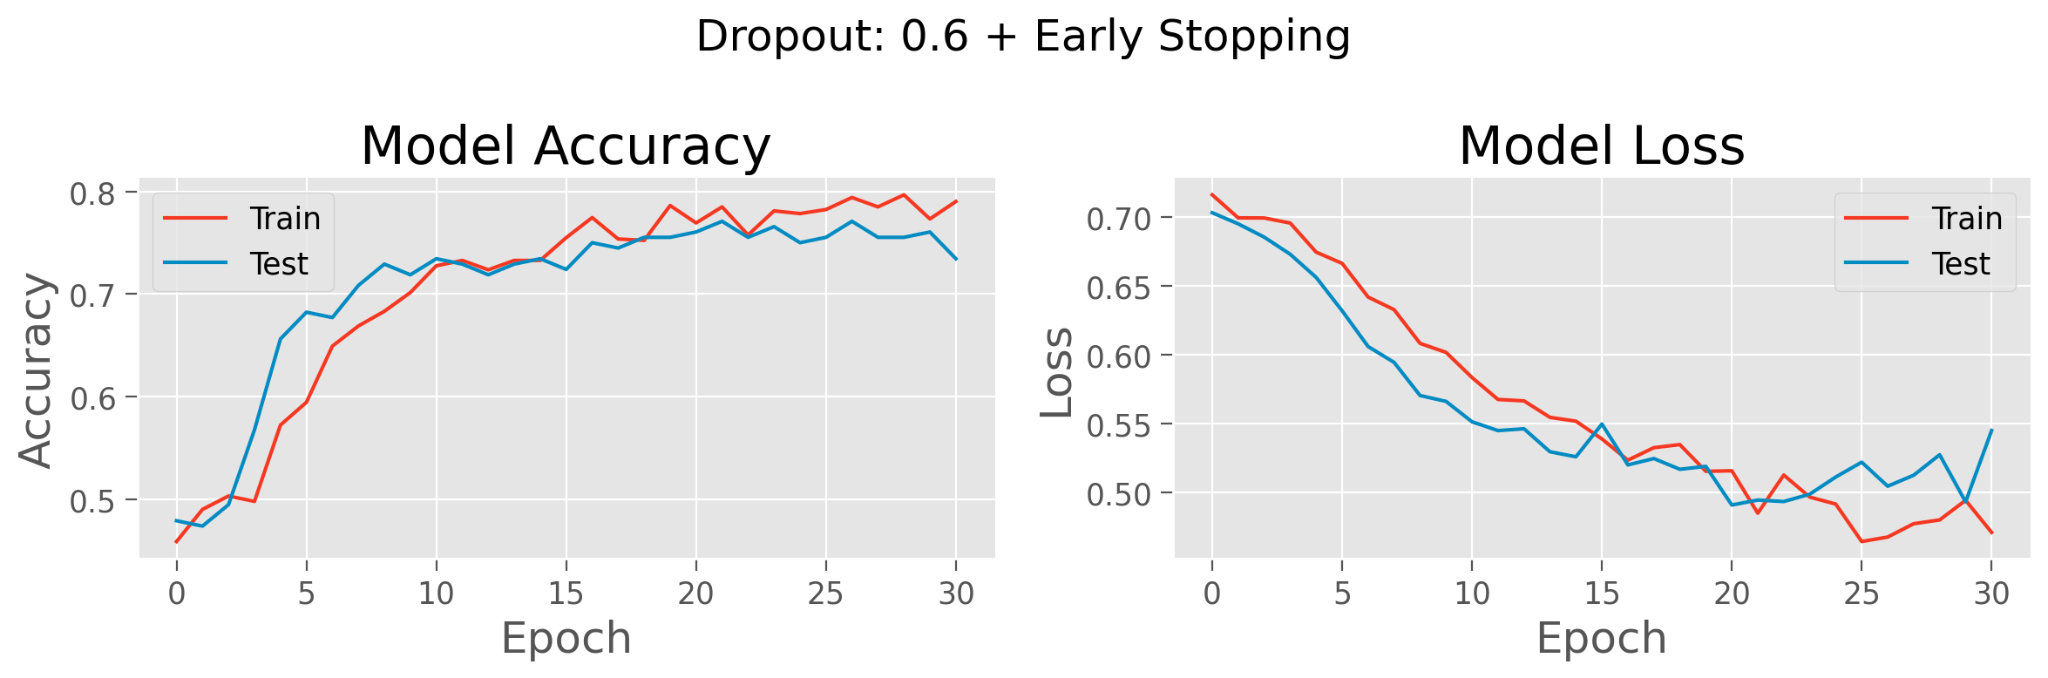 Dropout: 0.6 + Early Stopping
Model Accuracy
Accuracy
0.8
0.7
0.6
0.5
Train
Test
0 5 10 15 20 25 30
Epoch
Model Loss
Loss
0.70
0.65
0.60
0.55
0.50
Train
Test
0 5 10 15 20 25 30
Epoch